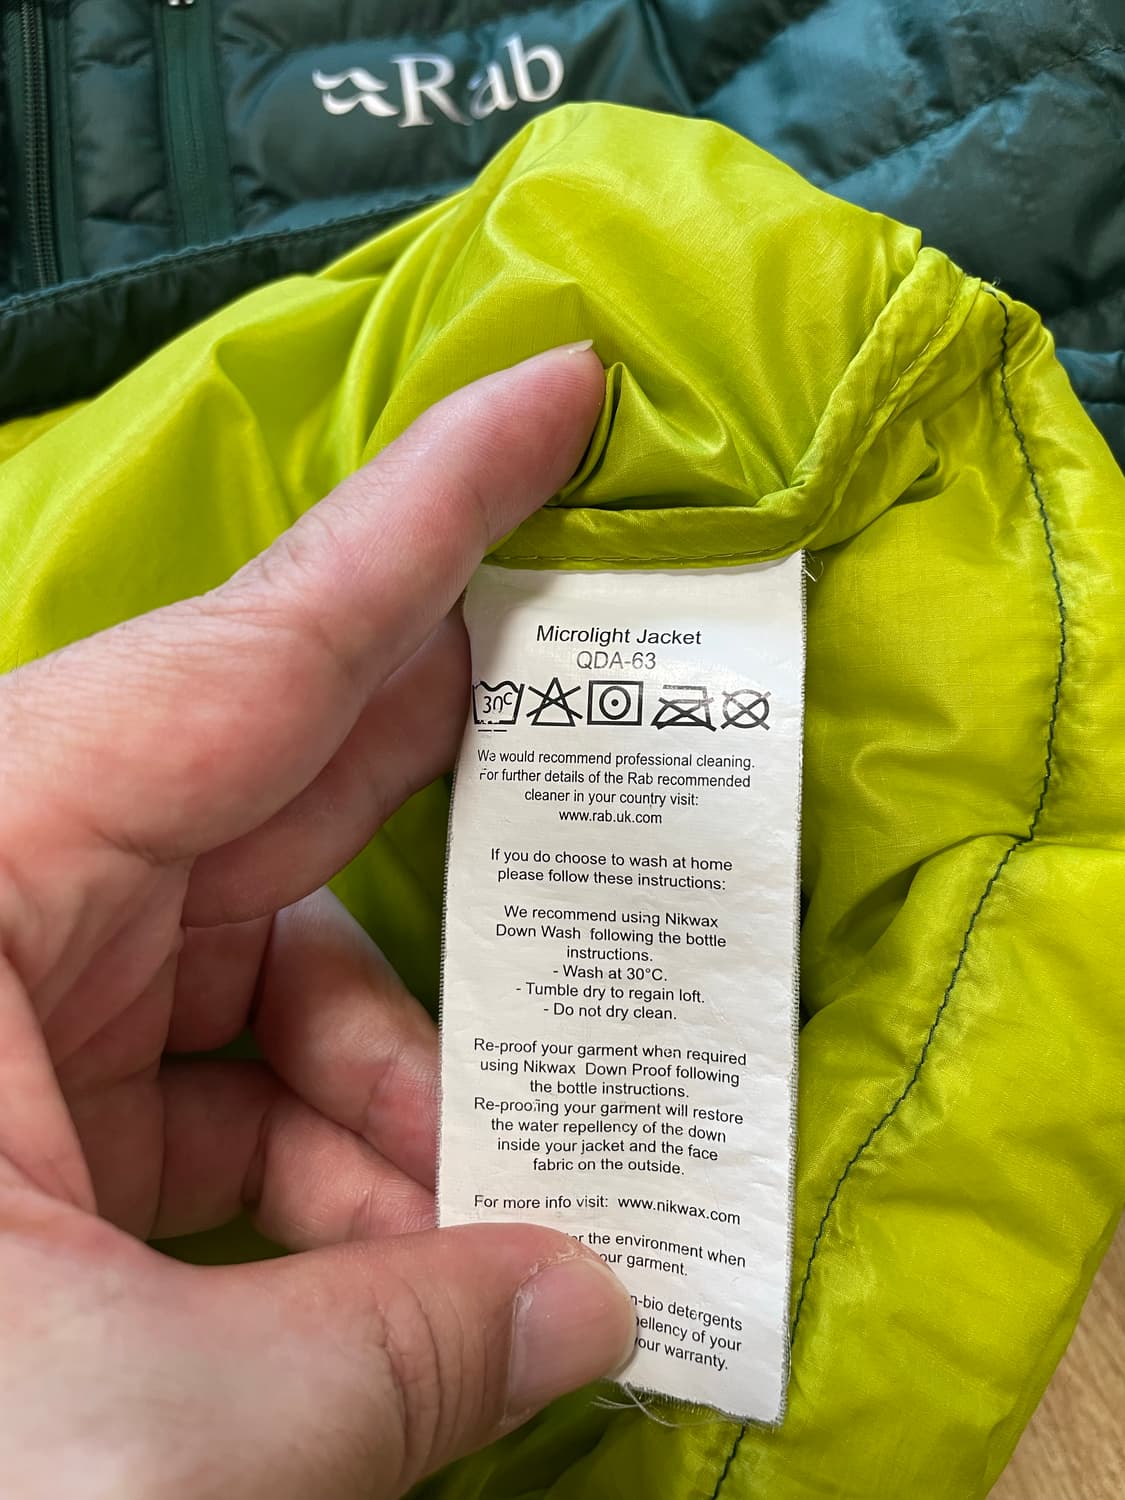 Rab
Microlight Jacket
QDA-63
30°C
We would recommend professional cleaning.
For further details of the Rab recommended
cleaner in your country visit:
www.rab.uk.com
If you do choose to wash at home
please follow these instructions:
We recommend using Nikwax
Down Wash following the bottle
instructions.
- Wash at 30°C.
- Tumble dry to regain loft.
- Do not dry clean.
Re-proof your garment when required
using Nikwax Down Proof following
the bottle instructions.
Re-proofing your garment will restore
the water repellency of the down
inside your jacket and the face
fabric on the outside.
For more info visit: www.nikwax.com
the environment when
garment.
detergents
of your
warranty.